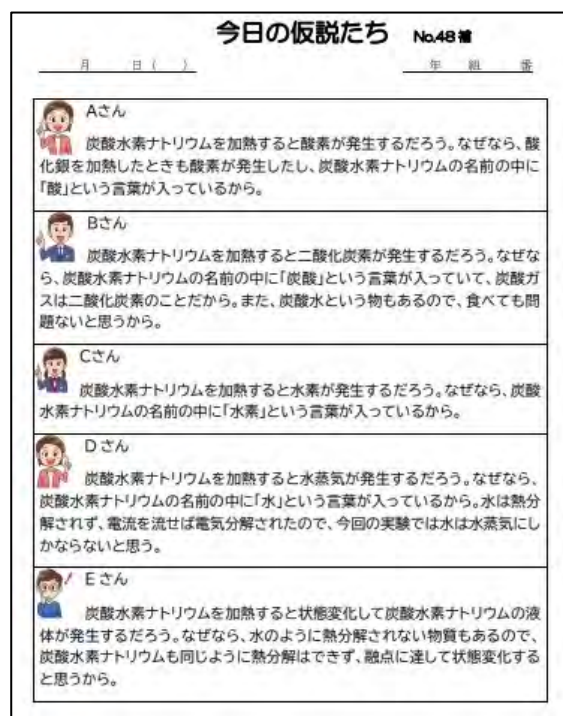 今日の仮説たち No.48補
月 日( ) 年 組 番
Aさん
炭酸水素ナトリウムを加熱すると酸素が発生するだろう。なぜなら、酸
化銀を加熱したときも酸素が発生したし、炭酸水素ナトリウムの名前の中に
「酸」という言葉が入っているから。
Bさん
炭酸水素ナトリウムを加熱すると二酸化炭素が発生するだろう。なぜな
ら、炭酸水素ナトリウムの名前の中に「炭酸」という言葉が入っていて、炭酸ガ
スは二酸化炭素のことだから。また、炭酸水という物もあるので、食べても問
題ないと思うから。
Cさん
炭酸水素ナトリウムを加熱すると水素が発生するだろう。なぜなら、炭酸
水素ナトリウムの名前の中に「水素」という言葉が入っているから。
Dさん
炭酸水素ナトリウムを加熱すると水蒸気が発生するだろう。なぜなら、
炭酸水素ナトリウムの名前の中に「水」という言葉が入っているから。水は熱分
解されず、電流を流せば電気分解されたので、今回の実験では水は水蒸気にし
かならないと思う。
Eさん
炭酸水素ナトリウムを加熱すると状態変化して炭酸水素ナトリウムの液
体が発生するだろう。なぜなら、水のように熱分解されない物質もあるので、
炭酸水素ナトリウムも同じように熱分解はできず、融点に達して状態変化する
と思うから。